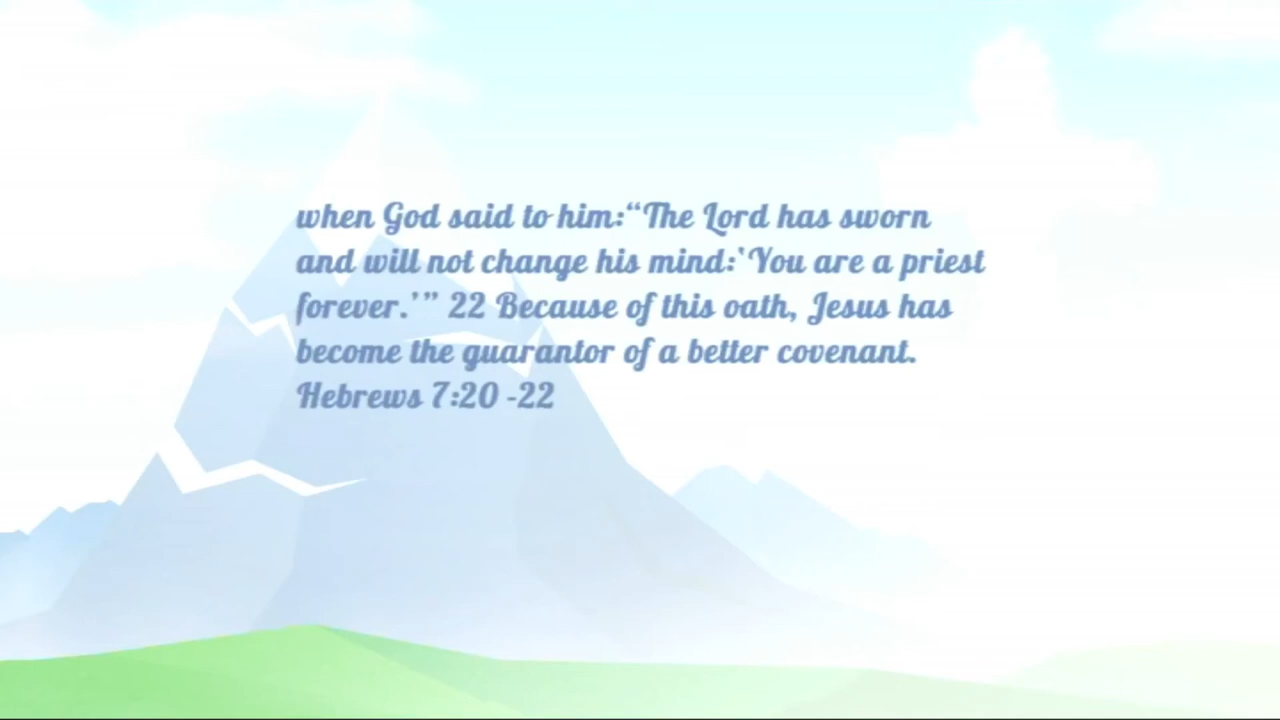 when God said to him:“The Lord has sworn
and will not change his mind:‘You are a priest
forever.’” 22 Because of this oath, Jesus has
become the guarantor of a better covenant.
Hebrews 7:20 -22